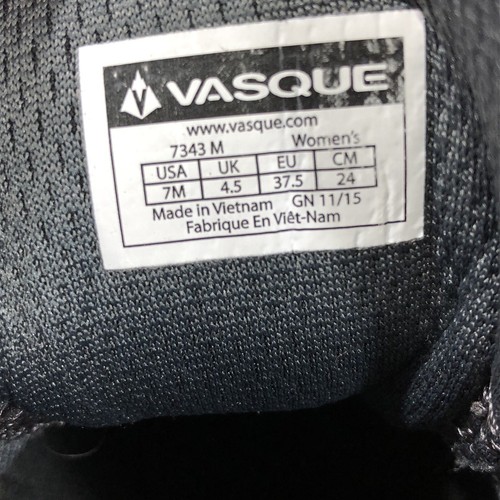 VASQUE
www.vasque.com
7343 M Women's
USA UK EU CM
7M 4.5 37.5 24
Made in Vietnam GN 11/15
Fabrique En Viêt-Nam